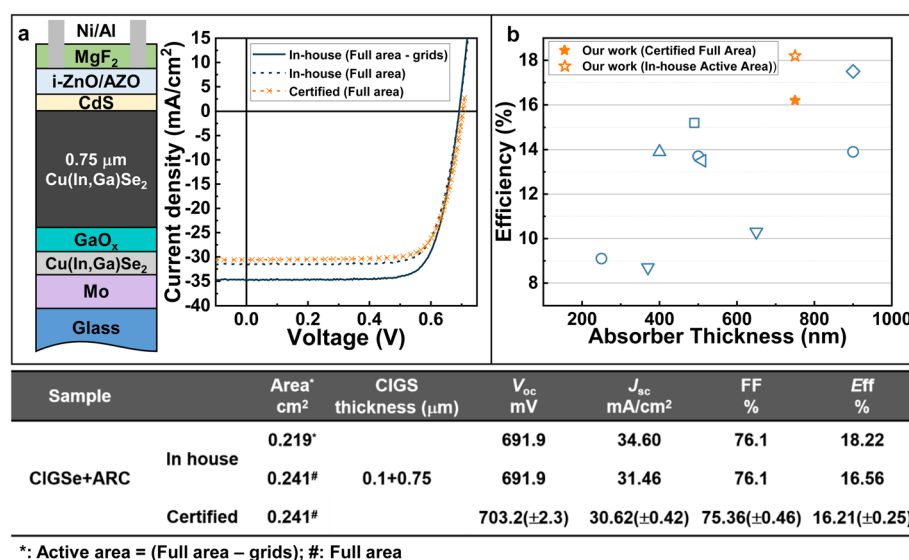 a
Ni/Al
MgF2
i-ZnO/AZO
CdS
0.75 μm
Cu(In,Ga)Se2
GaOx
Cu(In,Ga)Se2
Mo
Glass
Current density (mA/cm2)
15
10
5
0
-5
-10
-15
-20
-25
-30
-35
-40
In-house (Full area - grids)
In-house (Full area)
Certified (Full area)
0.0 0.2 0.4 0.6
Voltage (V)
b
Efficiency (%)
18
16
14
12
10
8
Our work (Certified Full Area)
Our work (In-house Active Area))
200 400 600 800 1000
Absorber Thickness (nm)
Sample Area* cm2 CIGS thickness (μm) Voc mV Jsc mA/cm2 FF % Eff %
0.219* 691.9 34.60 76.1 18.22
In house
CIGSe+ARC 0.241# 0.1+0.75 691.9 31.46 76.1 16.56
Certified 0.241# 703.2(±2.3) 30.62(±0.42) 75.36(±0.46) 16.21(±0.25)
*: Active area = (Full area – grids); #: Full area